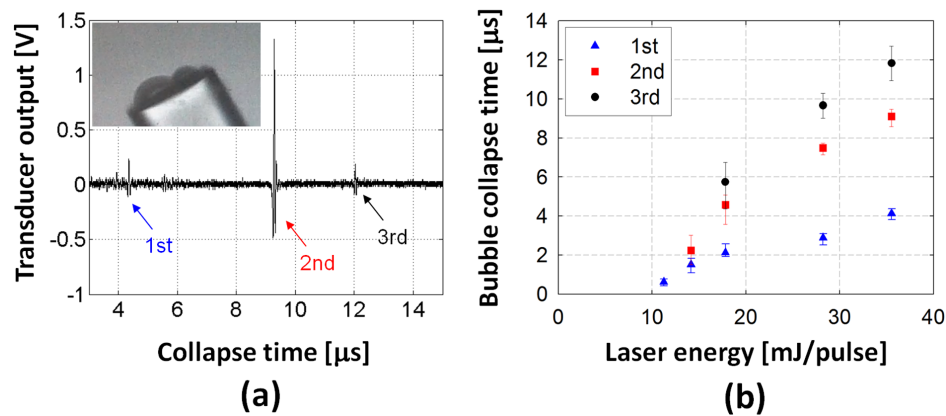 Transducer output [V]
1.5
1
0.5
0
-0.5
-1
4 6 8 10 12 14
1st
2nd
3rd
Collapse time [µs]
(a)
Bubble collapse time [µs]
14
12
10
8
6
4
2
0
0 10 20 30 40
1st
2nd
3rd
Laser energy [mJ/pulse]
(b)